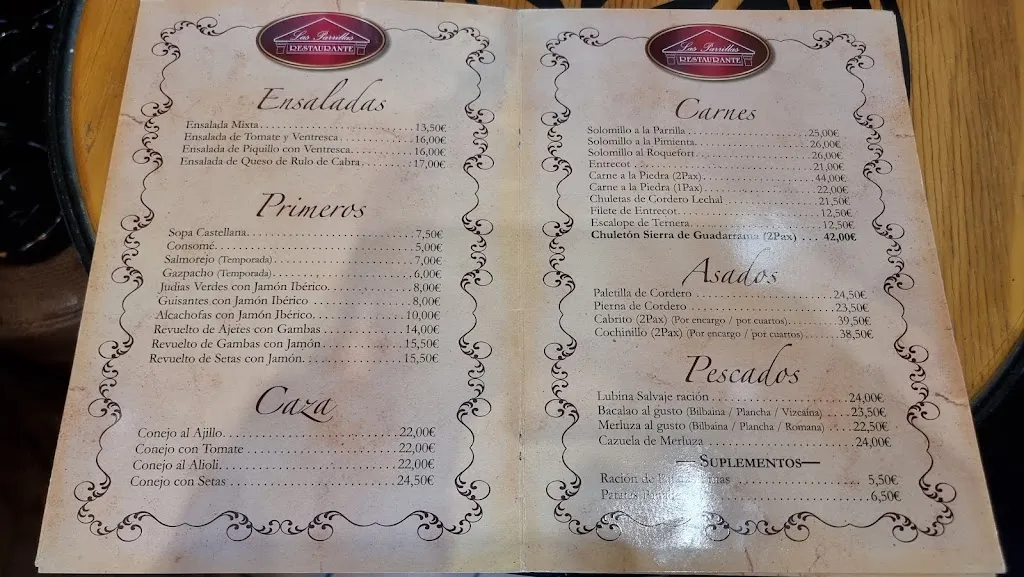 Las Parrillas
RESTAURANTE
Ensaladas
Ensalada Mixta 13,50€
Ensalada de Tomate y Ventresca 16,00€
Ensalada de Piquillo con Ventresca 16,00€
Ensalada de Queso de Rulo de Cabra 17,00€
Primeros
Sopa Castellana 7,50€
Consomé 5,00€
Salmorejo (Temporada) 7,00€
Gazpacho (Temporada) 6,00€
Judías Verdes con Jamón Ibérico 8,00€
Guisantes con Jamón Ibérico 8,00€
Alcachofas con Jamón Ibérico 10,00€
Revuelto de Ajetes con Gambas 14,00€
Revuelto de Gambas con Jamón 15,50€
Revuelto de Setas con Jamón 15,50€
Caza
Conejo al Ajillo 22,00€
Conejo con Tomate 22,00€
Conejo al Alioli 22,00€
Conejo con Setas 24,50€
Las Parrillas
RESTAURANTE
Carnes
Solomillo a la Parrilla 25,00€
Solomillo a la Pimienta 26,00€
Solomillo al Roquefort 26,00€
Entrecot 21,00€
Carne a la Piedra (2Pax) 44,00€
Carne a la Piedra (1Pax) 22,00€
Chuletas de Cordero Lechal 21,50€
Filete de Entrecot 12,50€
Escalope de Ternera 12,50€
Chuletón Sierra de Guadarrama (2Pax) 42,00€
Asados
Paletilla de Cordero 24,50€
Pierna de Cordero 23,50€
Cabrito (2Pax) (Por encargo / por cuartos) 39,50€
Cochinillo (2Pax) (Por encargo / por cuartos) 38,50€
Pescados
Lubina Salvaje ración 24,00€
Bacalao al gusto (Bilbaina / Plancha / Vizcaína) 23,50€
Merluza al gusto (Bilbaina / Plancha / Romana) 22,50€
Cazuela de Merluza 24,00€
SUPLEMENTOS
Ración de 5,50€
Patatas 6,50€